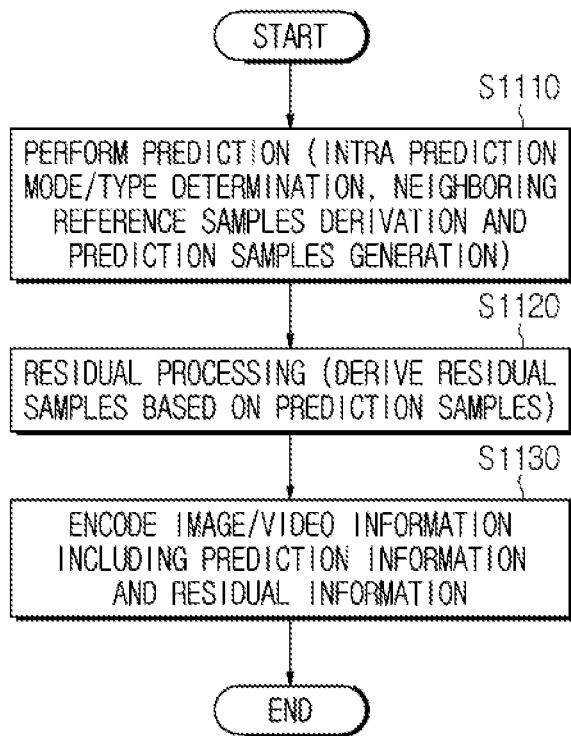 START
S1110
PERFORM PREDICTION (INTRA PREDICTION
MODE/TYPE DETERMINATION, NEIGHBORING
REFERENCE SAMPLES DERIVATION AND
PREDICTION SAMPLES GENERATION)
S1120
RESIDUAL PROCESSING (DERIVE RESIDUAL
SAMPLES BASED ON PREDICTION SAMPLES)
S1130
ENCODE IMAGE/VIDEO INFORMATION
INCLUDING PREDICTION INFORMATION
AND RESIDUAL INFORMATION
END